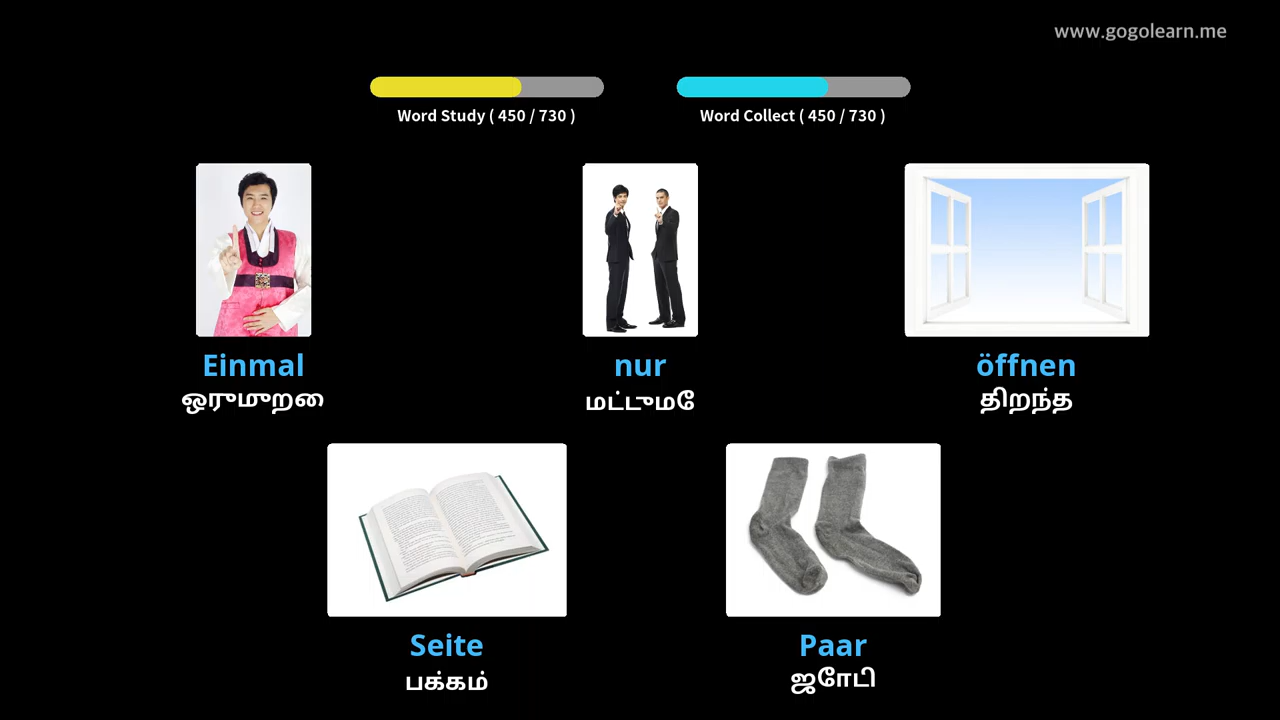 www.gogolearn.me
Word Study ( 450 / 730 )
Word Collect ( 450 / 730 )
Einmal
ஒருமுறை
nur
மட்டுமே
öffnen
திறந்த
Seite
பக்கம்
Paar
ஜோடி